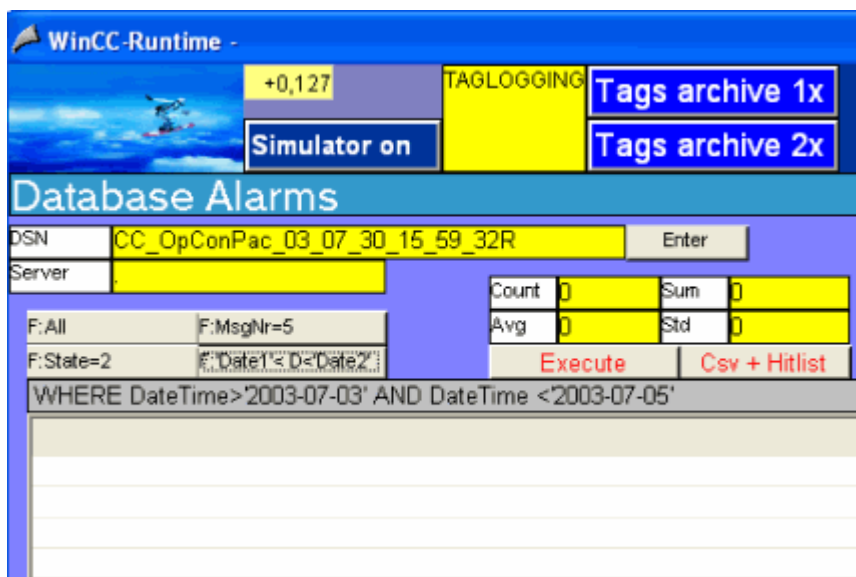 WinCC-Runtime -
+0,127
TAGLOGGING
Tags archive 1x
Simulator on
Tags archive 2x
Database Alarms
DSN CC_OpConPac_03_07_30_15_59_32R Enter
Server .
Count 0 Sum 0
F:All F:MsgNr=5 Avg 0 Std 0
F:State=2 F:'Date1'< D<'Date2' Execute Csv + Hitlist
WHERE DateTime>'2003-07-03' AND DateTime <'2003-07-05'